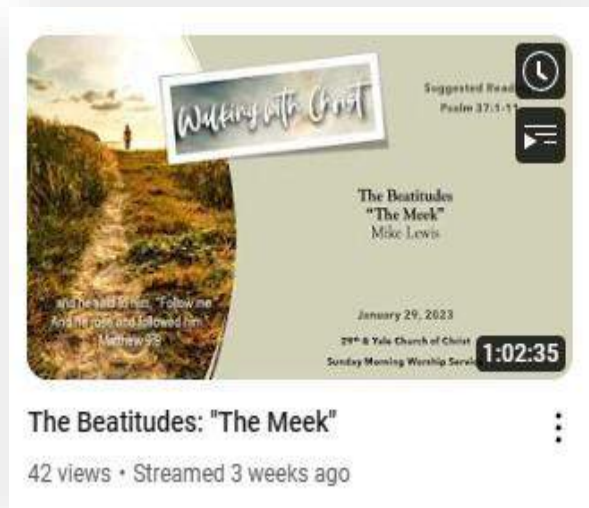 Walking with Christ
Suggested Read
Psalm 37:1-11
The Beatitudes
"The Meek"
Mike Lewis
and he said to him, "Follow me
And he rose and followed him."
Matthew 9:9
January 29, 2023
29th & Yale Church of Christ
Sunday Morning Worship Servi
1:02:35
The Beatitudes: "The Meek"
42 views • Streamed 3 weeks ago